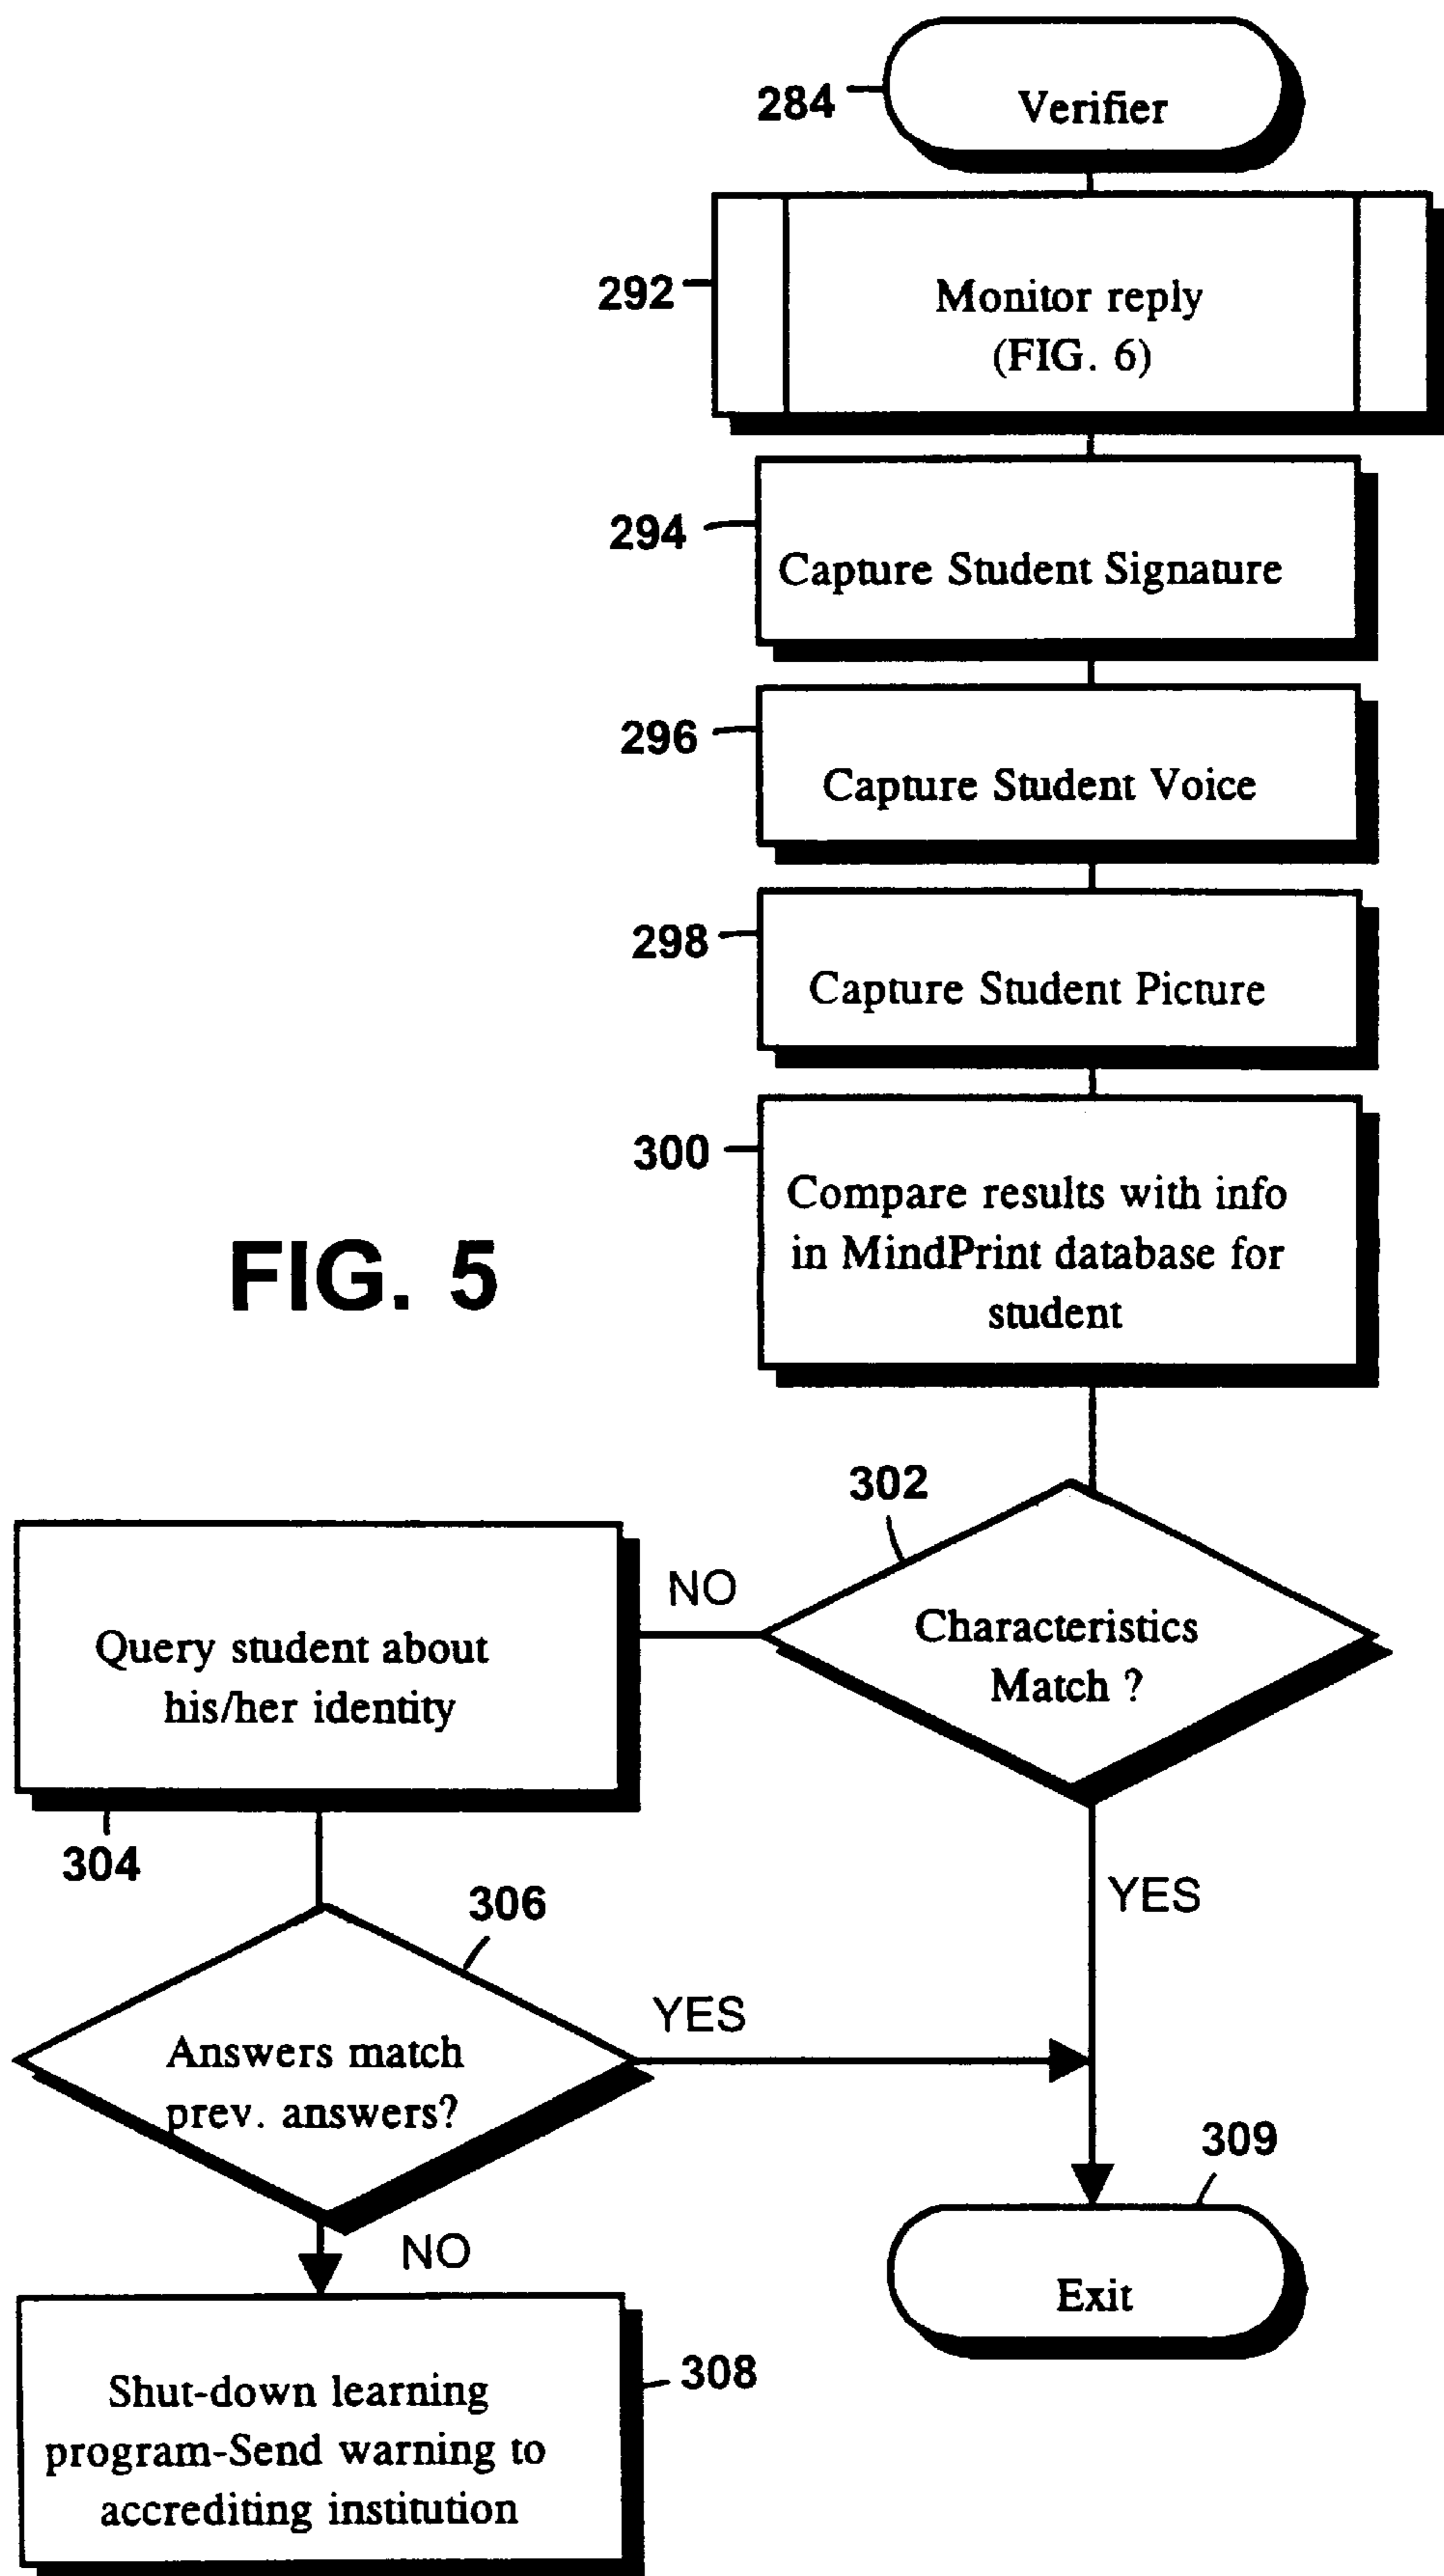 284
Verifier
292
Monitor reply
(FIG. 6)
294
Capture Student Signature
296
Capture Student Voice
298
Capture Student Picture
300
Compare results with info
in MindPrint database for
student
FIG. 5
302
Characteristics
Match ?
NO
Query student about
his/her identity
304
YES
306
Answers match
prev. answers?
YES
309
Exit
NO
308
Shut-down learning
program-Send warning to
accrediting institution